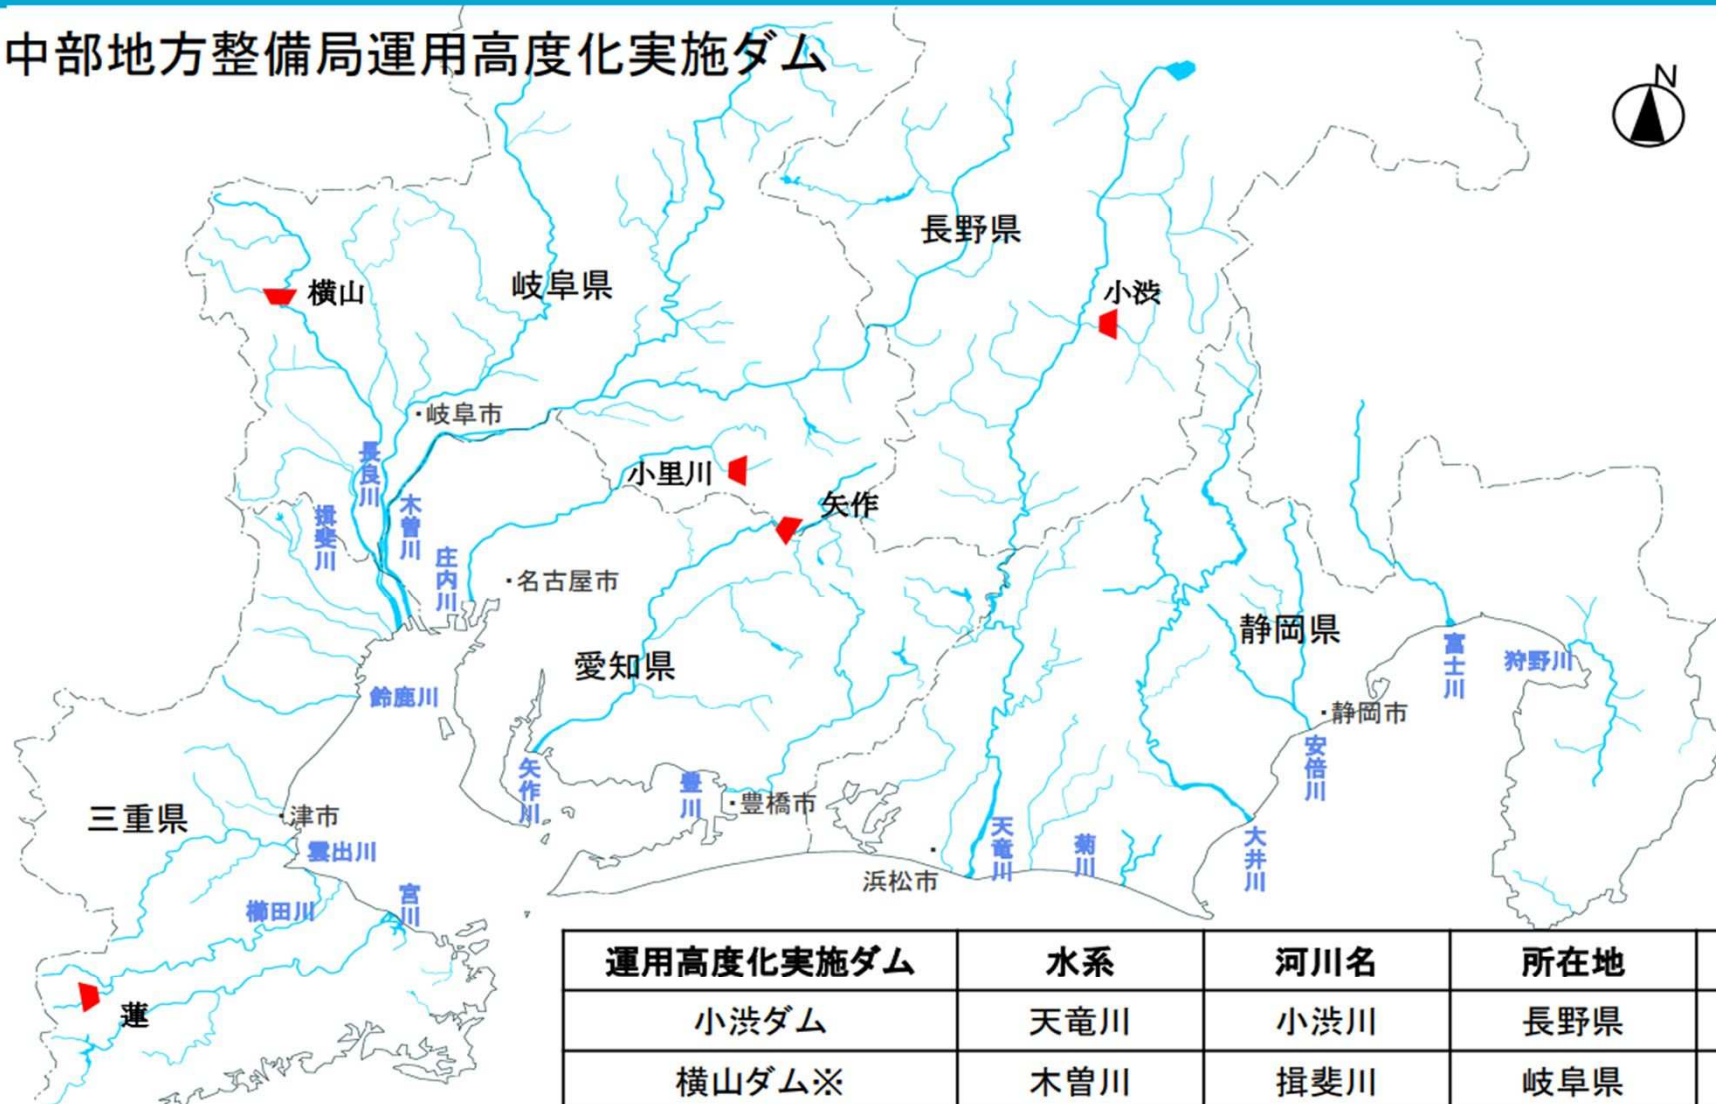 中部地方整備局運用高度化実施ダム
N
長野県
岐阜県
横山
小渋
・岐阜市
長良川
小里川
矢作
木曽川
揖斐川
庄内川
・名古屋市
静岡県
愛知県
富士川
狩野川
鈴鹿川
・静岡市
安倍川
矢作川
豊川
・豊橋市
三重県
・津市
天竜川
菊川
大井川
雲出川
浜松市
宮川
櫛田川
蓮
運用高度化実施ダム 水系 河川名 所在地
小渋ダム 天竜川 小渋川 長野県
横山ダム※ 木曽川 揖斐川 岐阜県